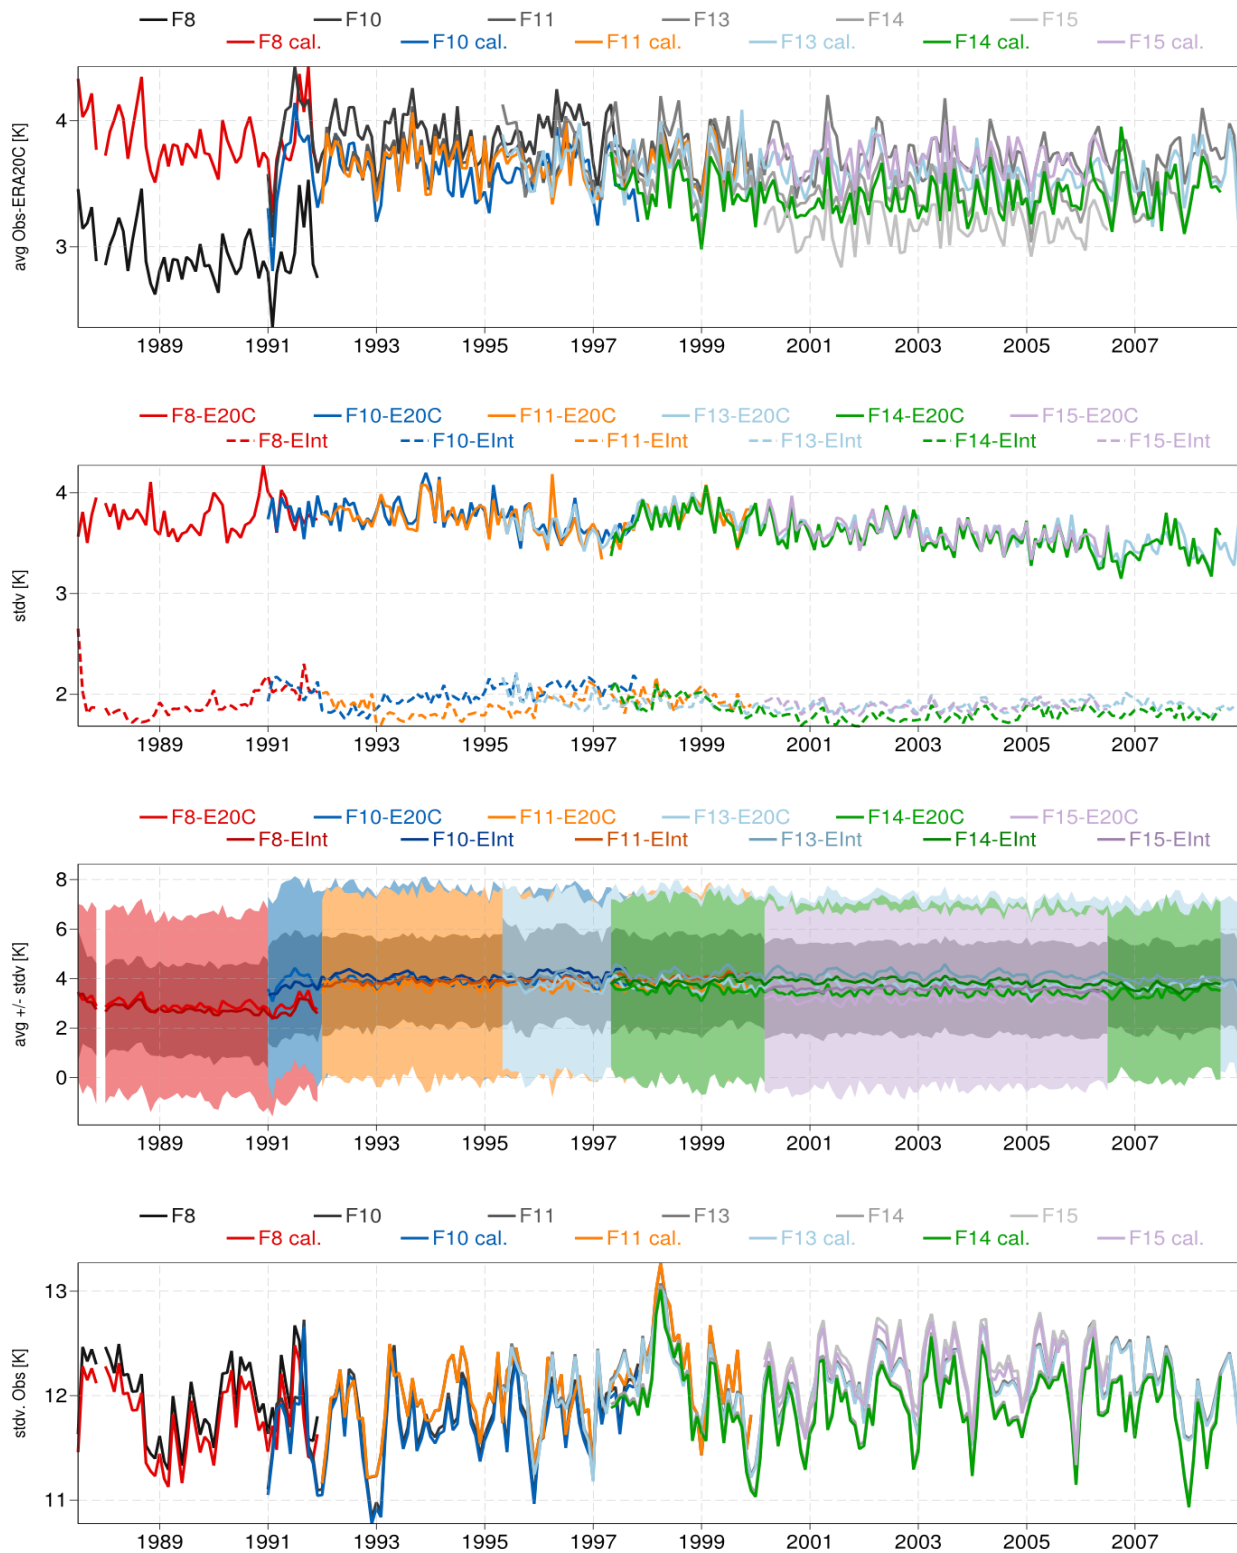 F8 F10 F11 F13 F14 F15
F8 cal. F10 cal. F11 cal. F13 cal. F14 cal. F15 cal.
avg Obs-ERA20C [K]
4
3
1989 1991 1993 1995 1997 1999 2001 2003 2005 2007
F8-E20C F10-E20C F11-E20C F13-E20C F14-E20C F15-E20C
F8-EInt F10-EInt F11-EInt F13-EInt F14-EInt F15-EInt
stdv [K]
4
3
2
1989 1991 1993 1995 1997 1999 2001 2003 2005 2007
F8-E20C F10-E20C F11-E20C F13-E20C F14-E20C F15-E20C
F8-EInt F10-EInt F11-EInt F13-EInt F14-EInt F15-EInt
avg +/- stdv [K]
8
6
4
2
0
1989 1991 1993 1995 1997 1999 2001 2003 2005 2007
F8 F10 F11 F13 F14 F15
F8 cal. F10 cal. F11 cal. F13 cal. F14 cal. F15 cal.
stdv. Obs [K]
13
12
11
1989 1991 1993 1995 1997 1999 2001 2003 2005 2007